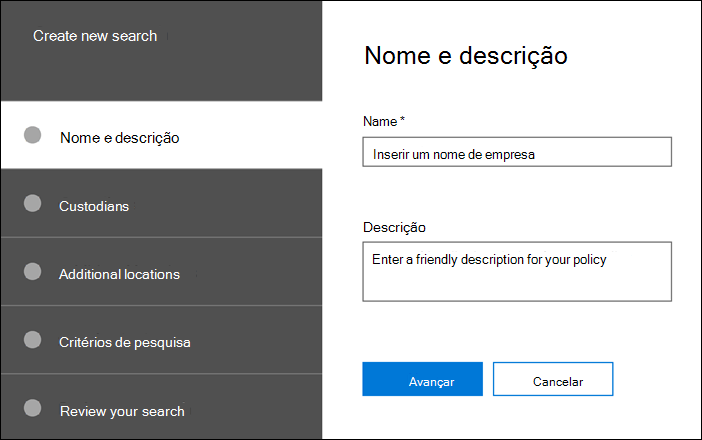 Create new search
Nome e descrição
Custodians
Additional locations
Critérios de pesquisa
Review your search
Nome e descrição
Name *
Inserir um nome de empresa
Descrição
Enter a friendly description for your policy
Avançar
Cancelar